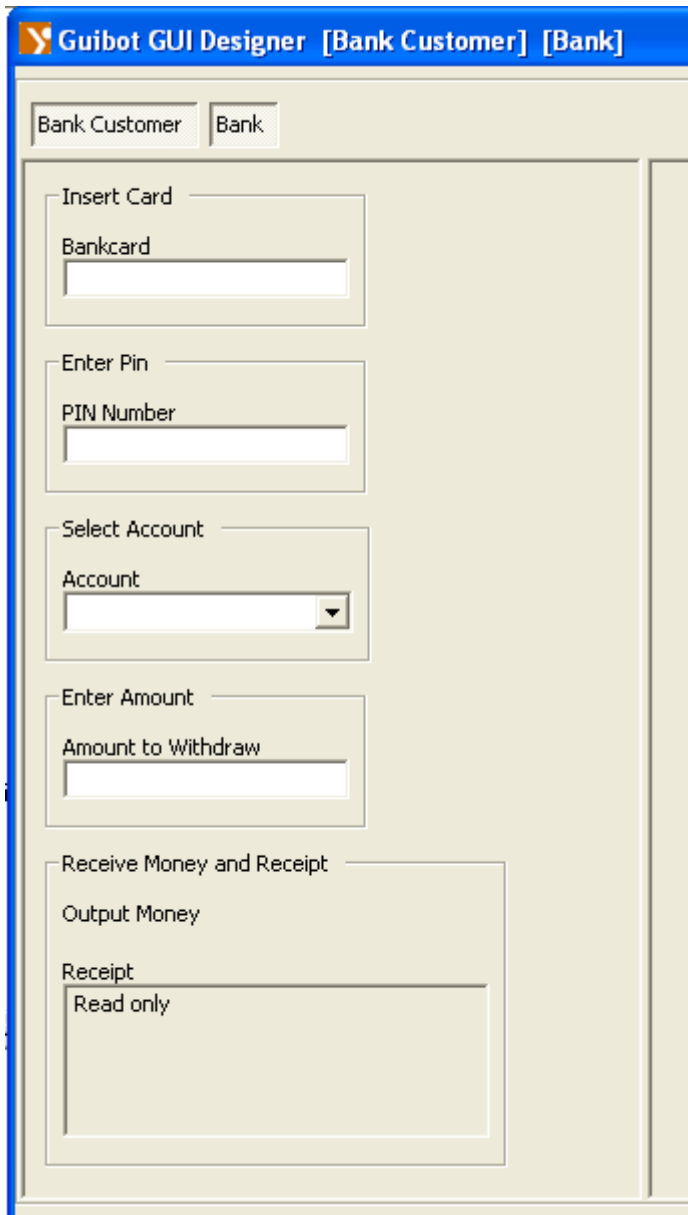 Guibot GUI Designer [Bank Customer] [Bank]
Bank Customer Bank
Insert Card
Bankcard
Enter Pin
PIN Number
Select Account
Account
Enter Amount
Amount to Withdraw
Receive Money and Receipt
Output Money
Receipt
Read only